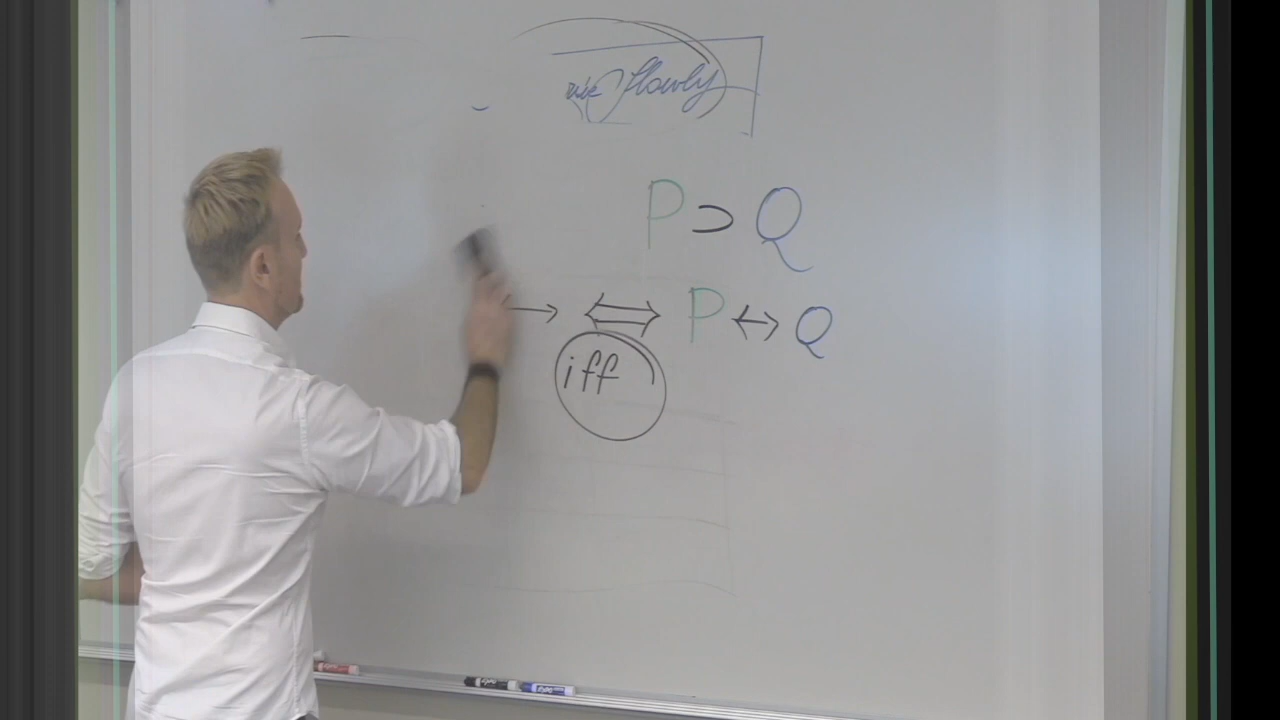 P ⊃ Q
→ ⇔ P ↔ Q
iff